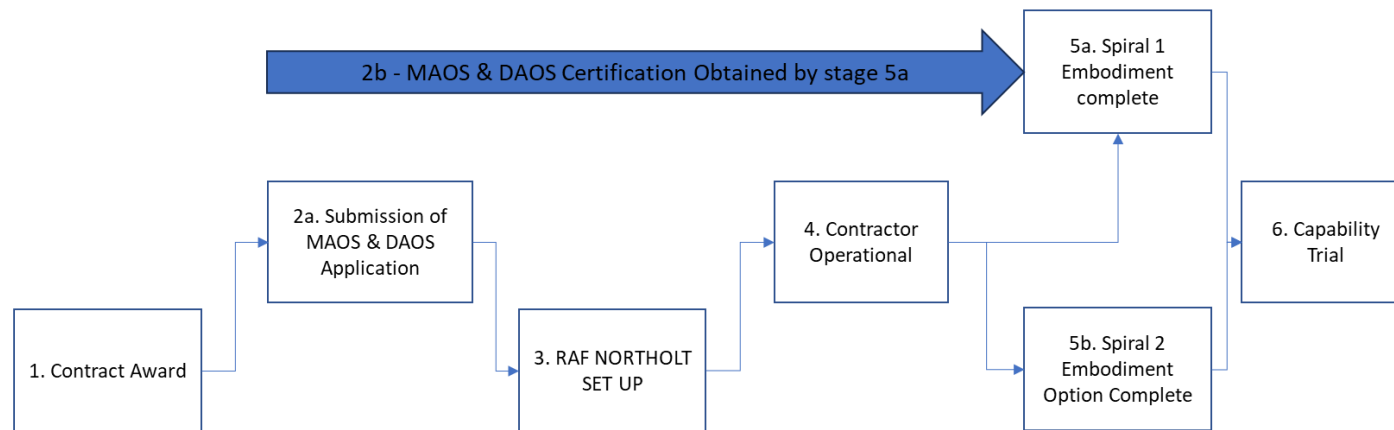 2b - MAOS & DAOS Certification Obtained by stage 5a
5a. Spiral 1
Embodiment
complete
2a. Submission of
MAOS & DAOS
Application
4. Contractor
Operational
6. Capability
Trial
1. Contract Award
3. RAF NORTHOLT
SET UP
5b. Spiral 2
Embodiment
Option Complete